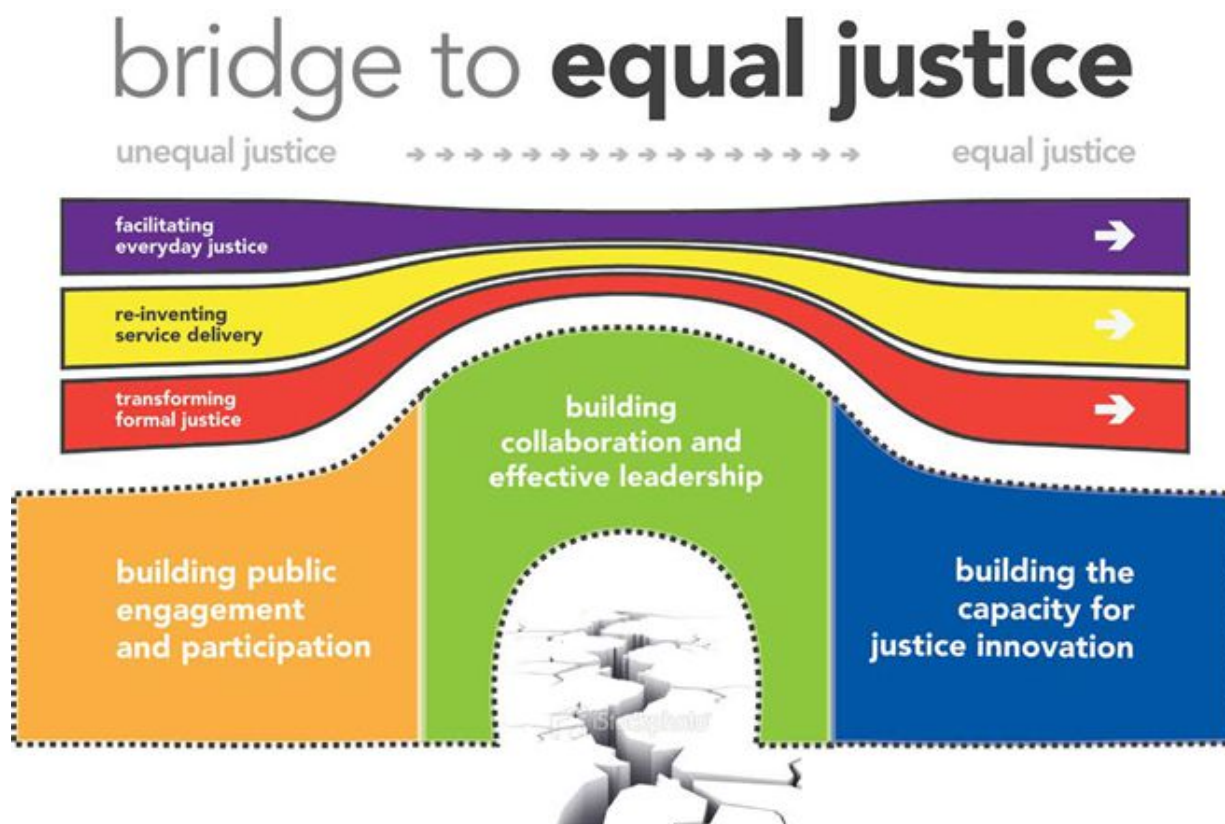 bridge to equal justice
unequal justice
equal justice
facilitating
everyday justice
re-inventing
service delivery
transforming
formal justice
building
collaboration and
effective leadership
building public
engagement
and participation
building the
capacity for
justice innovation